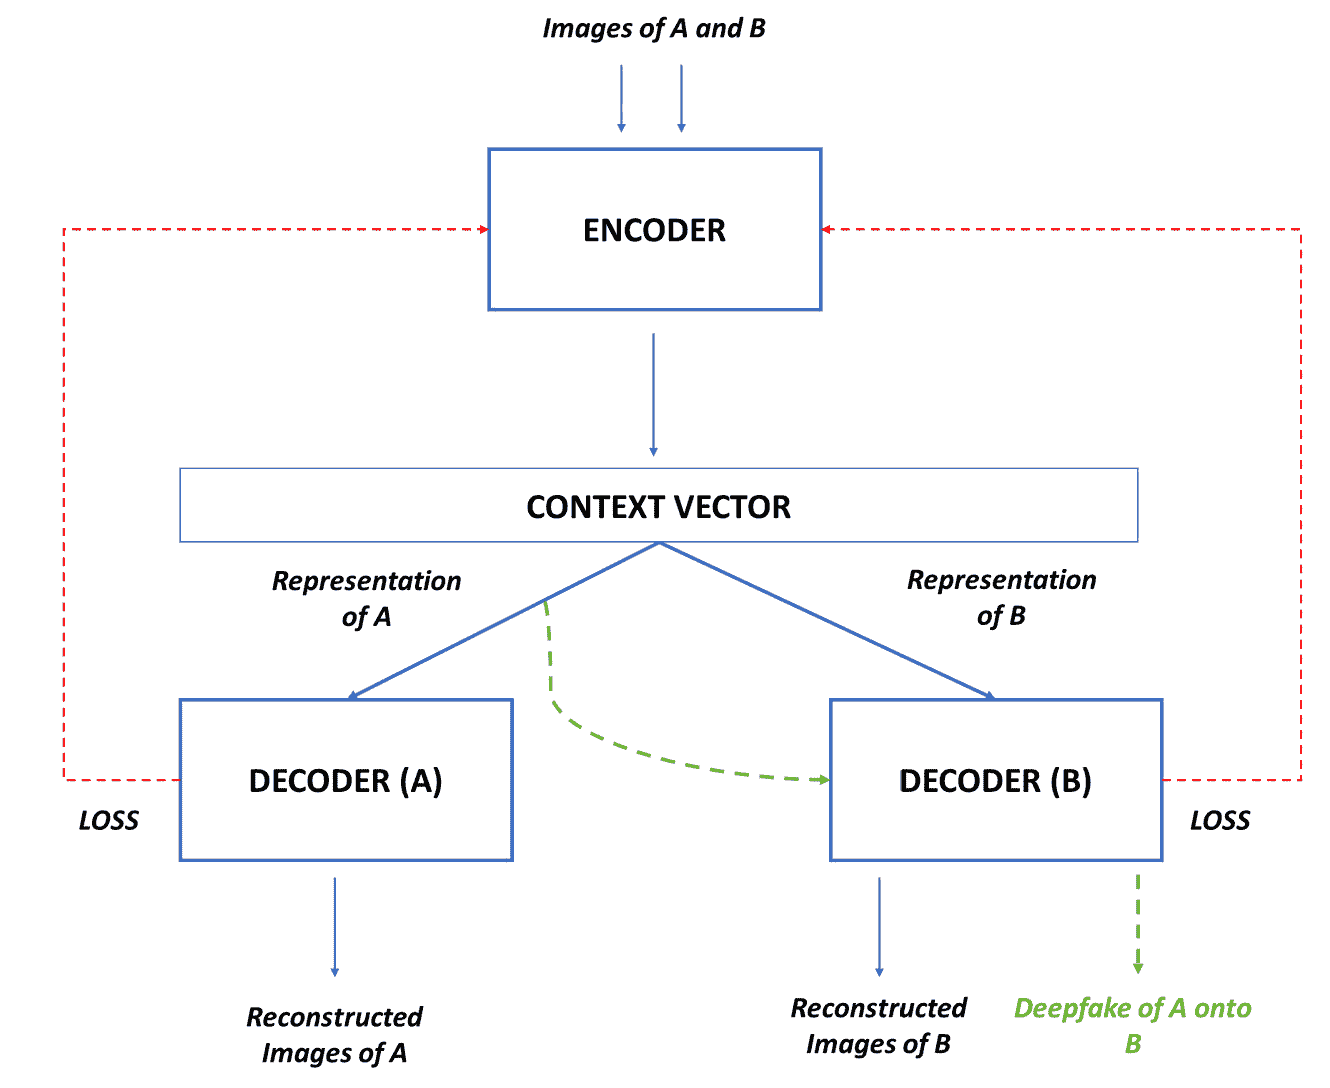 Images of A and B
ENCODER
CONTEXT VECTOR
Representation
of A
Representation
of B
DECODER (A)
DECODER (B)
LOSS
LOSS
Reconstructed
Images of A
Reconstructed
Images of B
Deepfake of A onto
B